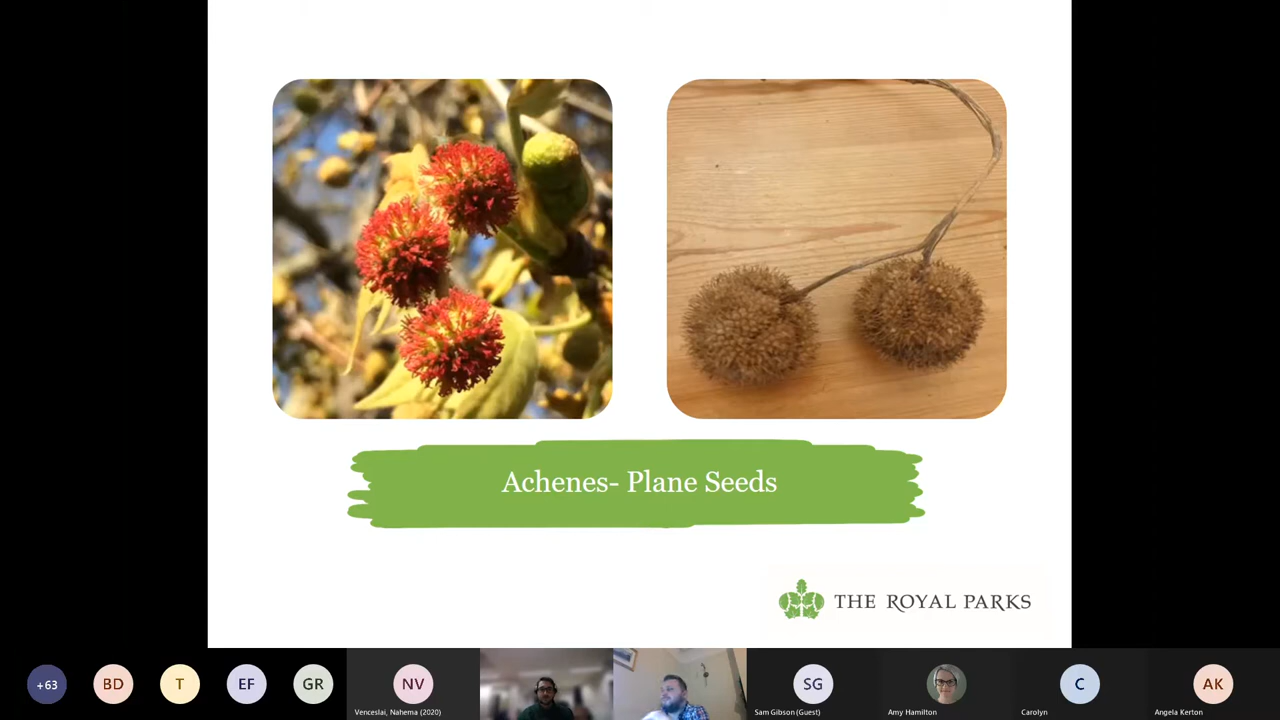 Achenes- Plane Seeds
THE ROYAL PARKS
+63
BD
T
EF
GR
NV
SG
C
AK
Venceslai, Nahema (2020)
Sam Gibson (Guest)
Amy Hamilton
Carolyn
Angela Kerton